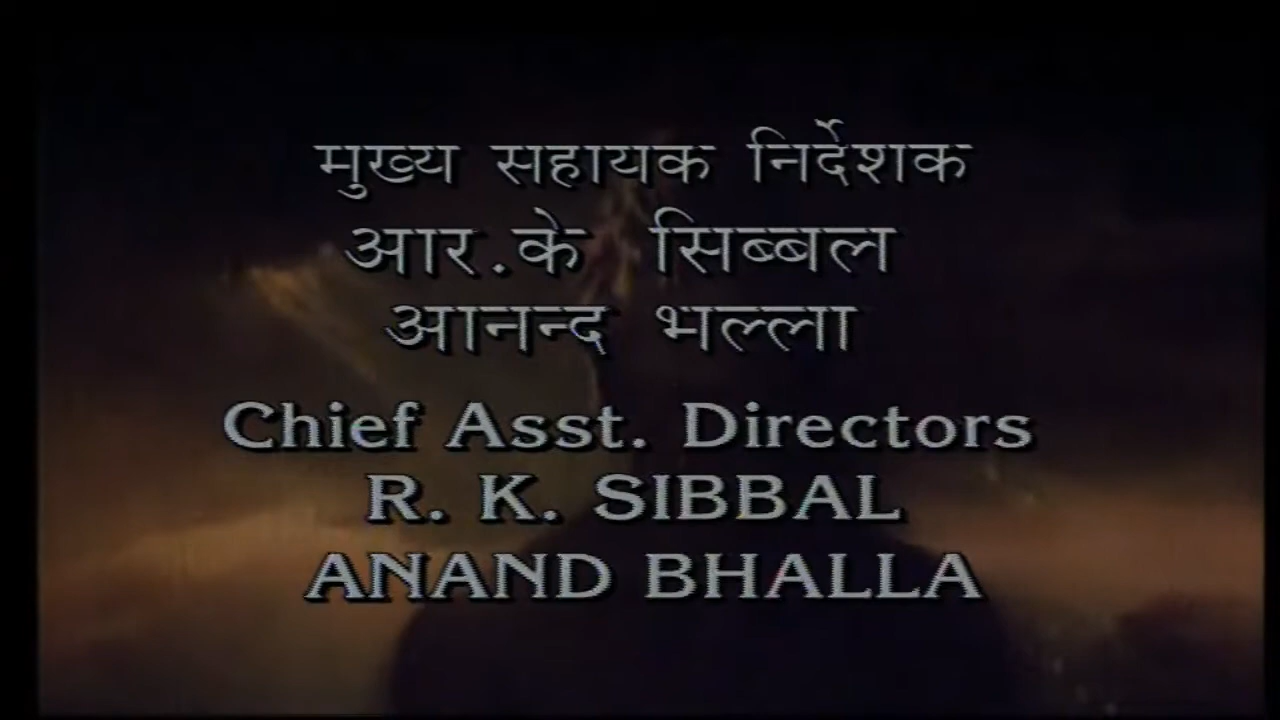 मुख्य सहायक निर्देशक
आर.के सिब्बल
आनन्द भल्ला
Chief Asst. Directors
R. K. SIBBAL
ANAND BHALLA